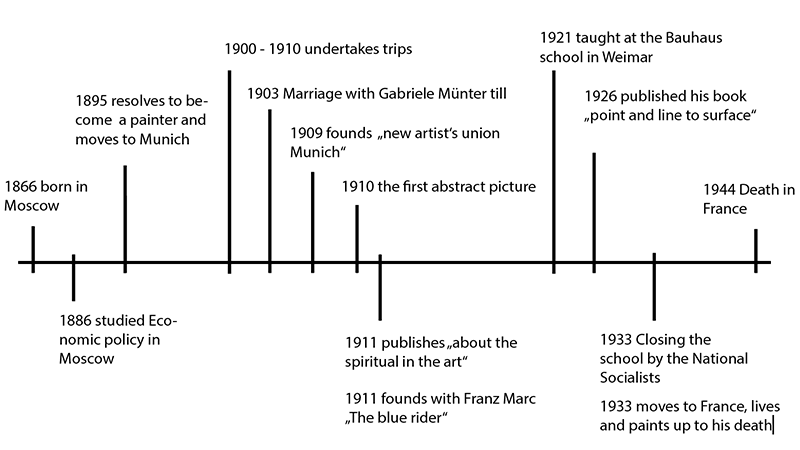 1866 born in
Moscow
1886 studied Eco-
nomic policy in
Moscow
1895 resolves to be-
come  a painter and
moves to Munich
1900 - 1910 undertakes trips
1903 Marriage with Gabriele Münter till
1909 founds „new artist‘s union
Munich“
1910 the first abstract picture
1911 publishes„about the
spiritual in the art“
1911 founds with Franz Marc
„The blue rider“
1921 taught at the Bauhaus
school in Weimar
1926 published his book
„point and line to surface“
1933 Closing the
school by the National
Socialists
1933 moves to France, lives
and paints up to his death
1944 Death in
France